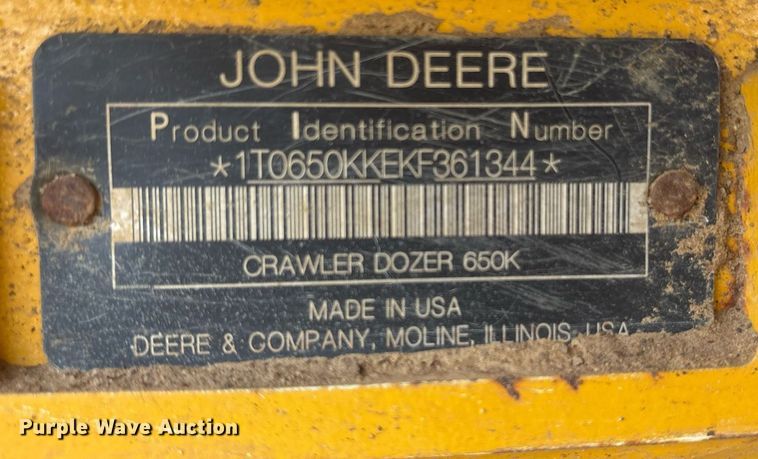 JOHN DEERE
Product Identification Number
*1T0650KKEKF361344*
CRAWLER DOZER 650K
MADE IN USA
DEERE & COMPANY, MOLINE, ILLINOIS, USA
Purple Wave Auction